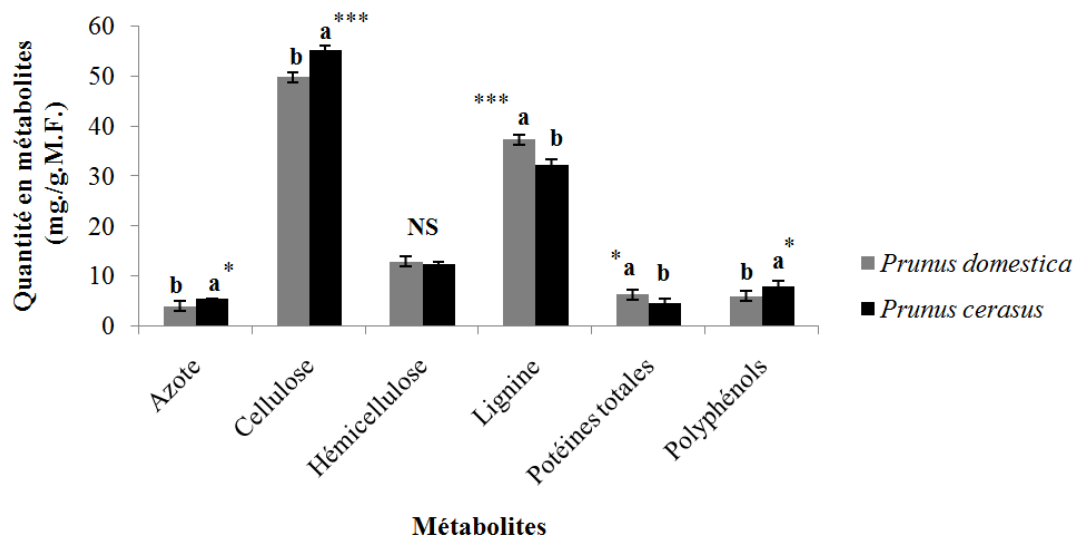 Quantité en métabolites
(mg./g.M.F.)
60
50
40
30
20
10
0
b
a
*
b
a
***
NS
***
a
b
*
a
b
b
a
*
Azote
Cellulose
Hémicellulose
Lignine
Potéines totales
Polyphénols
Métabolites
Prunus domestica
Prunus cerasus